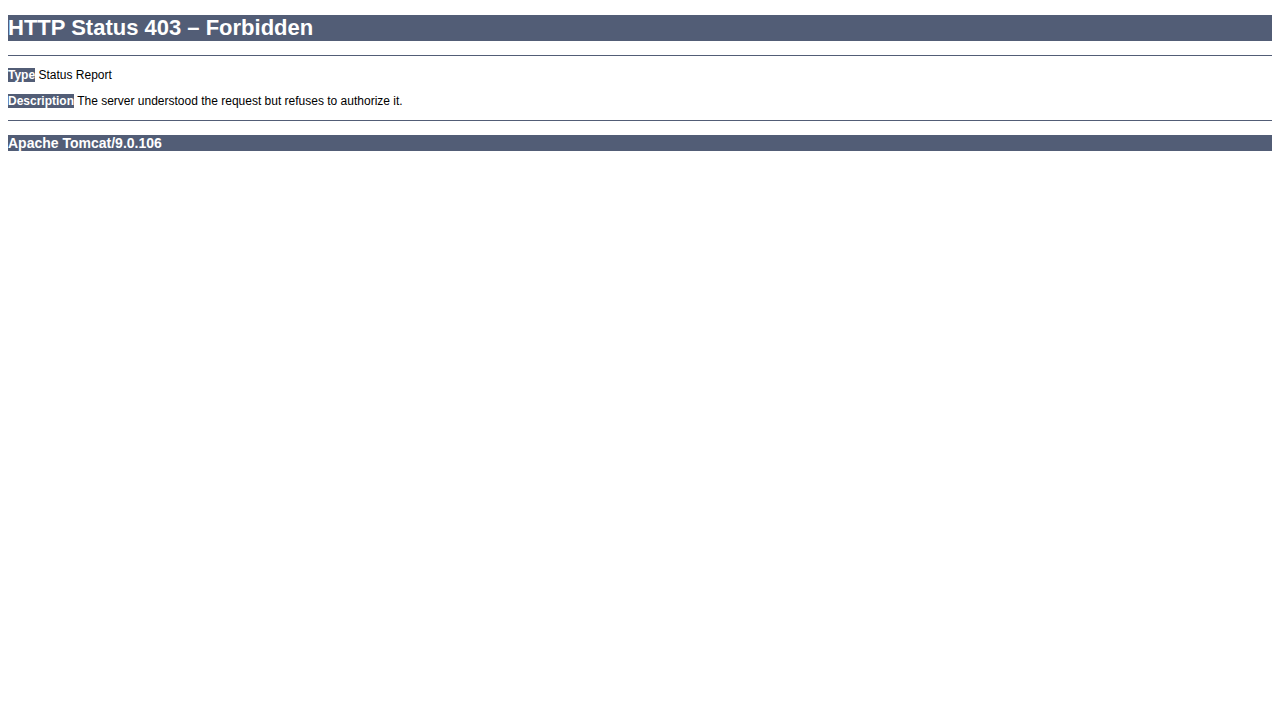 HTTP Status 403 – Forbidden
Type Status Report
Description The server understood the request but refuses to authorize it.
Apache Tomcat/9.0.106